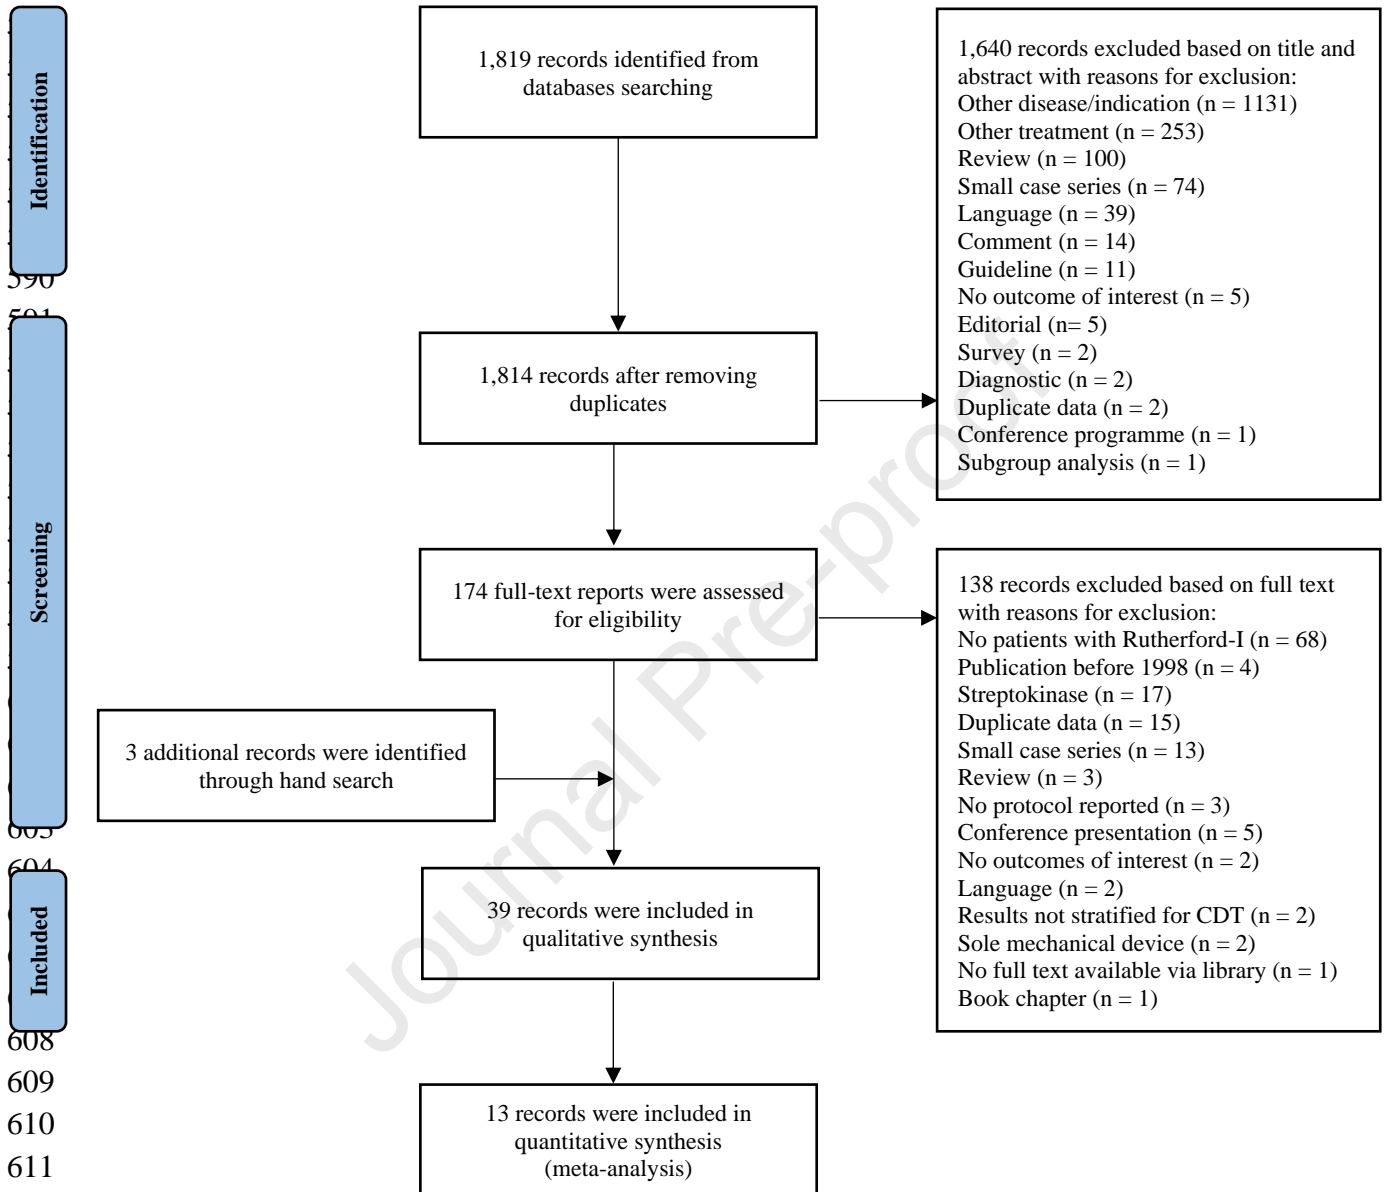 Identification
1,819 records identified from
databases searching
1,640 records excluded based on title and
abstract with reasons for exclusion:
Other disease/indication (n = 1131)
Other treatment (n = 253)
Review (n = 100)
Small case series (n = 74)
Language (n = 39)
Comment (n = 14)
Guideline (n = 11)
No outcome of interest (n = 5)
Editorial (n= 5)
Survey (n = 2)
Diagnostic (n = 2)
Duplicate data (n = 2)
Conference programme (n = 1)
Subgroup analysis (n = 1)
590
591
Screening
1,814 records after removing
duplicates
174 full-text reports were assessed
for eligibility
138 records excluded based on full text
with reasons for exclusion:
No patients with Rutherford-I (n = 68)
Publication before 1998 (n = 4)
Streptokinase (n = 17)
Duplicate data (n = 15)
Small case series (n = 13)
Review (n = 3)
No protocol reported (n = 3)
Conference presentation (n = 5)
No outcomes of interest (n = 2)
Language (n = 2)
Results not stratified for CDT (n = 2)
Sole mechanical device (n = 2)
No full text available via library (n = 1)
Book chapter (n = 1)
3 additional records were identified
through hand search
603
604
Included
39 records were included in
qualitative synthesis
608
609
610
611
13 records were included in
quantitative synthesis
(meta-analysis)
Journal Pre-proof